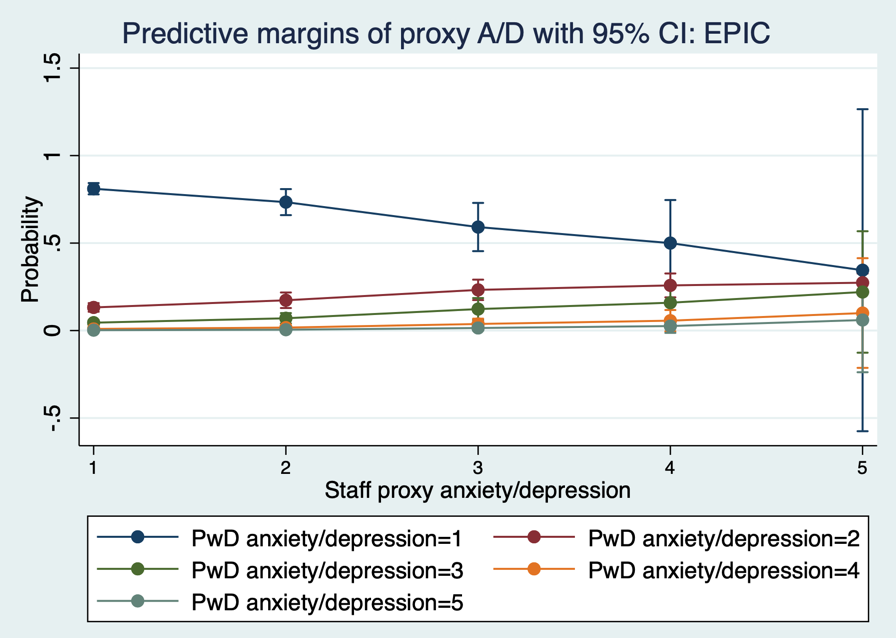 Predictive margins of proxy A/D with 95% CI: EPIC
1.5
1
.5
0
-.5
Probability
1 2 3 4 5
Staff proxy anxiety/depression
PwD anxiety/depression=1 PwD anxiety/depression=2
PwD anxiety/depression=3 PwD anxiety/depression=4
PwD anxiety/depression=5